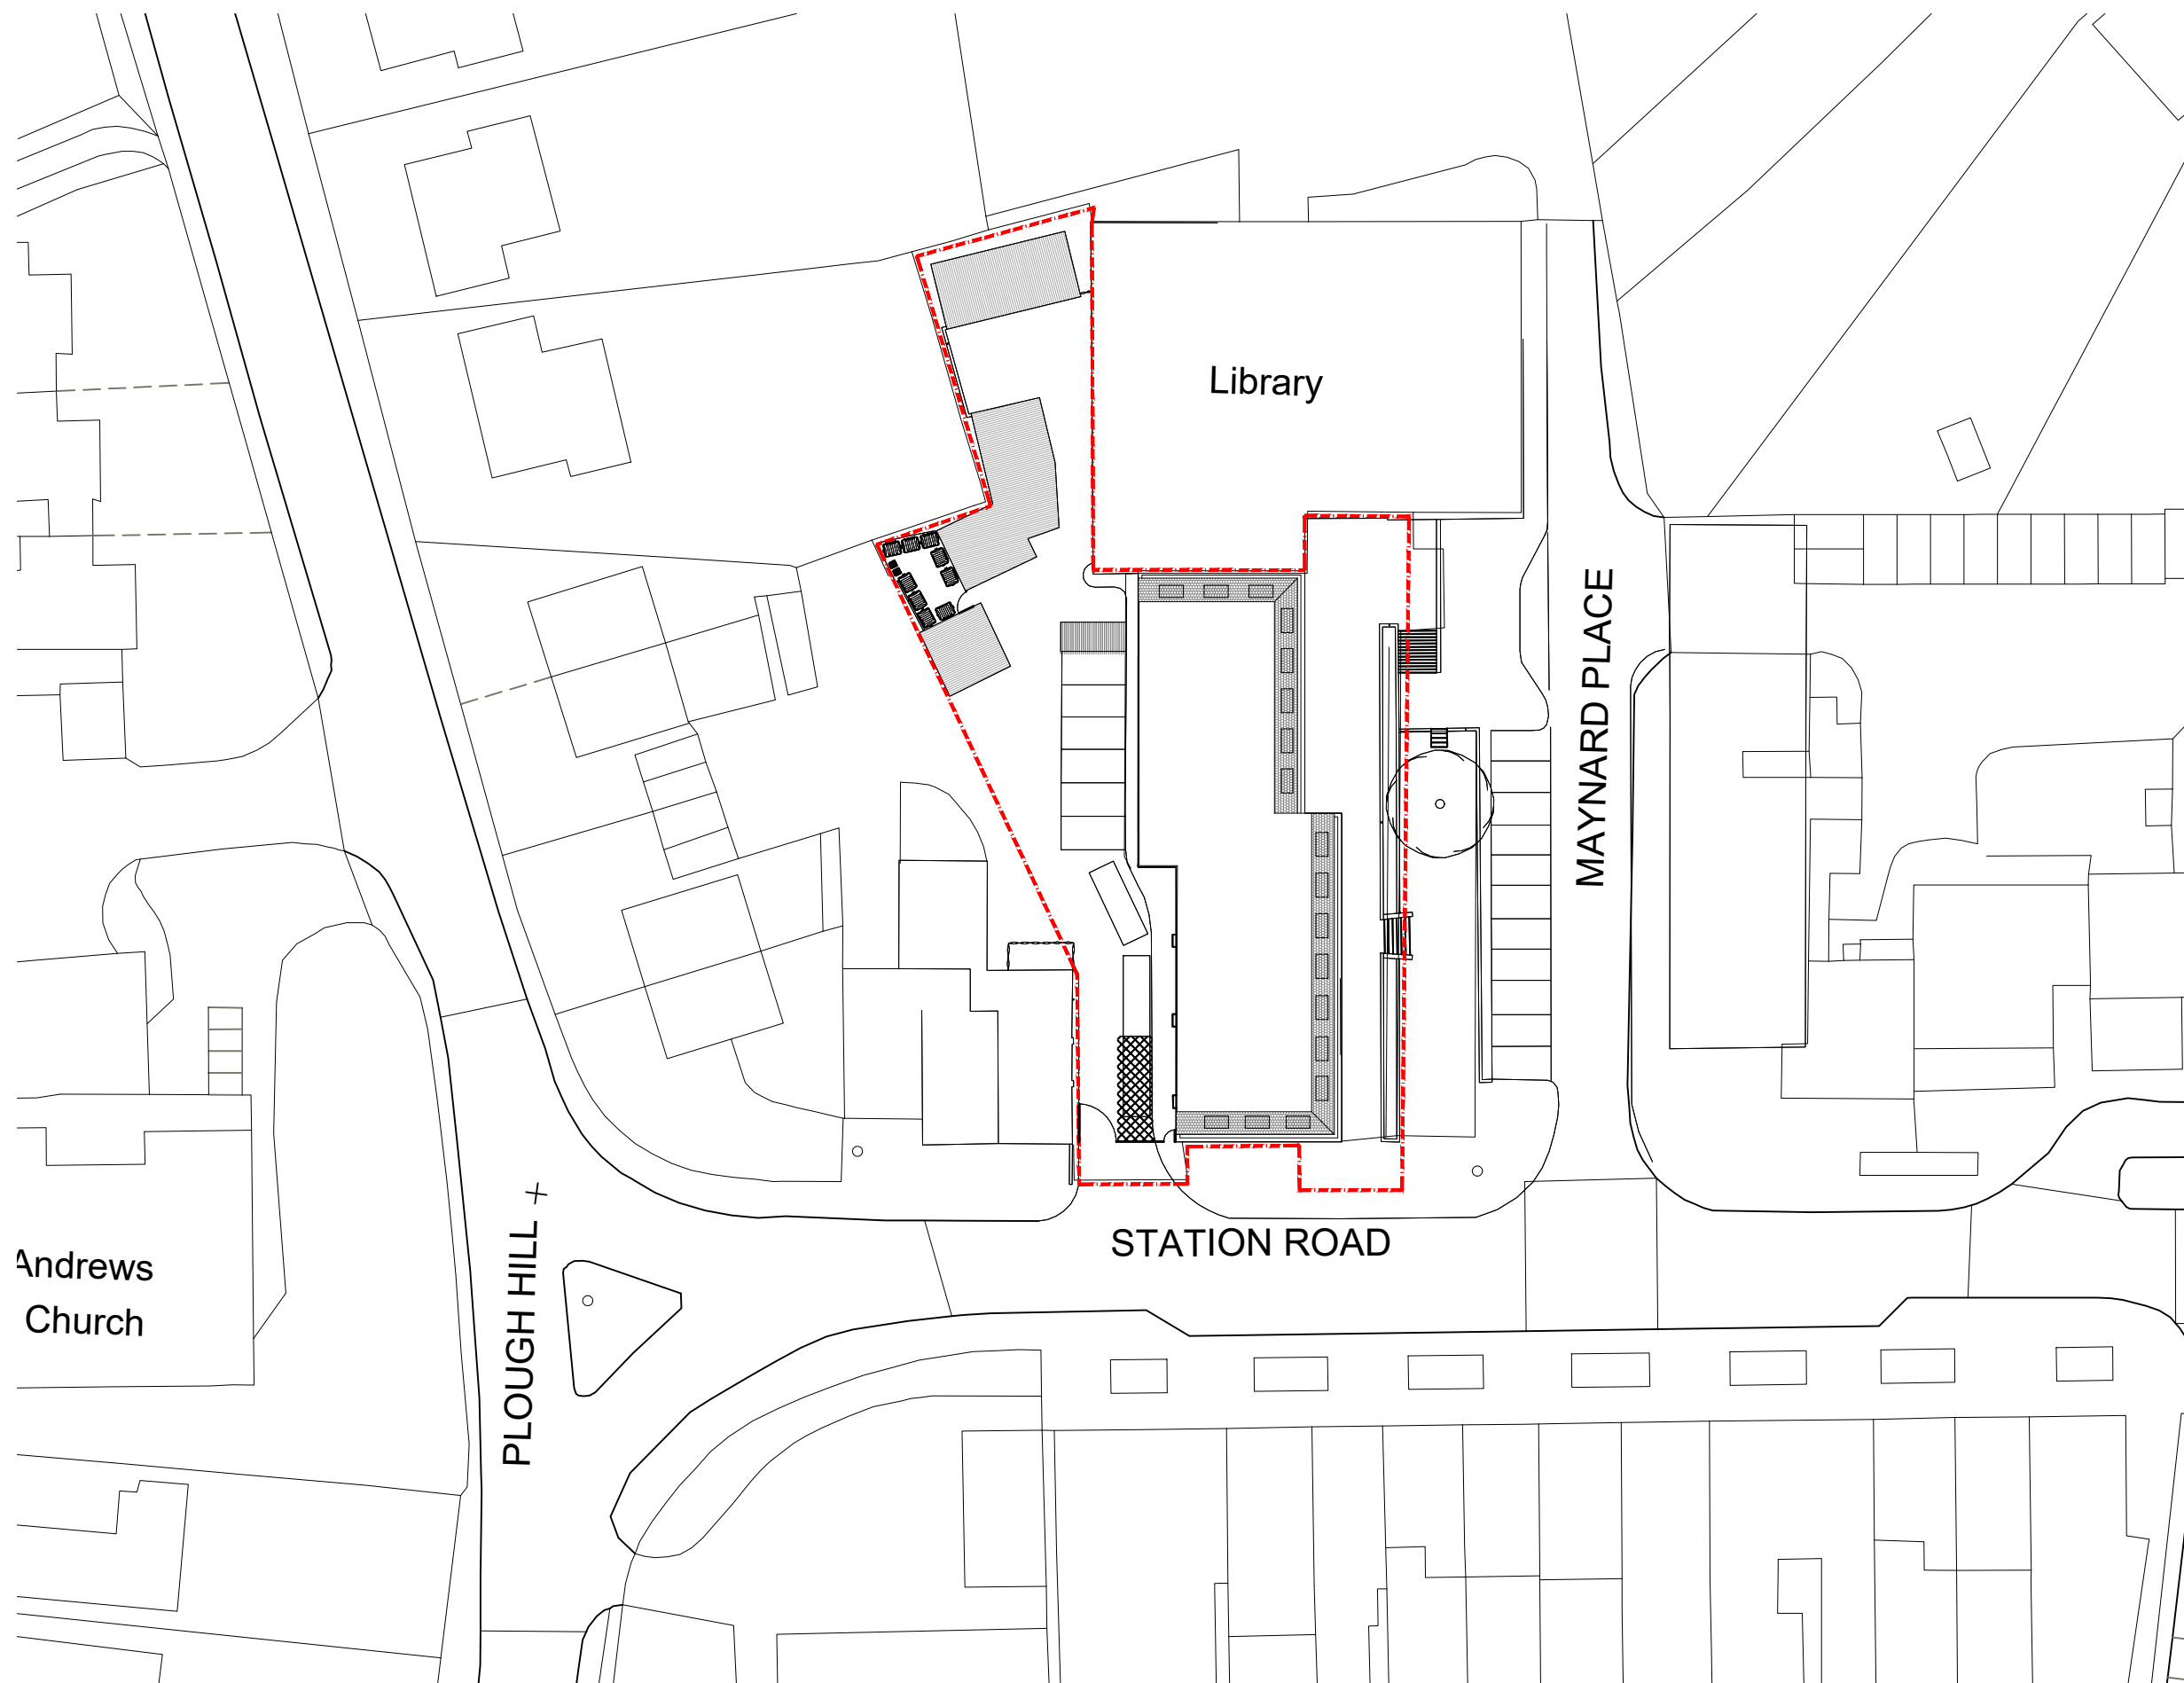 Library
MAYNARD PLACE
STATION ROAD
PLOUGH HILL
Andrews
Church